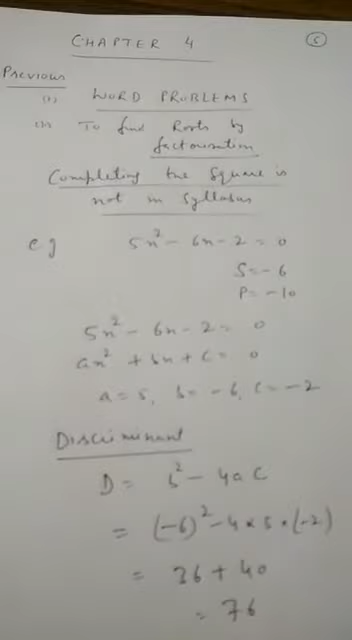 CHAPTER 4
5
PREVIOUS
(i) WORD PROBLEMS
(ii) To find Roots by
factorisation
Completing the Square is
not in Syllabus
eg 5x² - 6x - 2 = 0
S = -6
P = -10
5x² - 6x - 2 = 0
ax² + bx + c = 0
a = 5, b = -6, c = -2
DISCRIMINANT
D = b² - 4ac
= (-6)² - 4 × 5 × (-2)
= 36 + 40
= 76